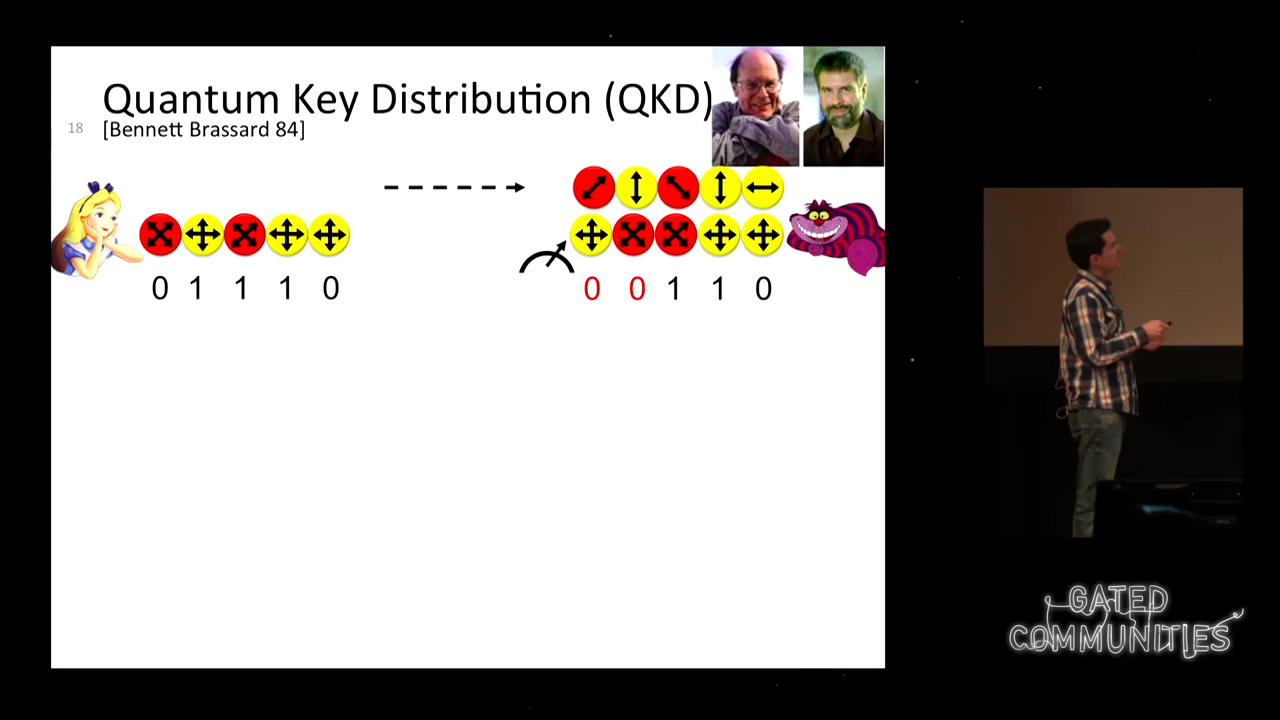 Quantum Key Distribution (QKD)
18 [Bennett Brassard 84]
0 1 1 1 0
0 0 1 1 0
GATED
COMMUNITIES